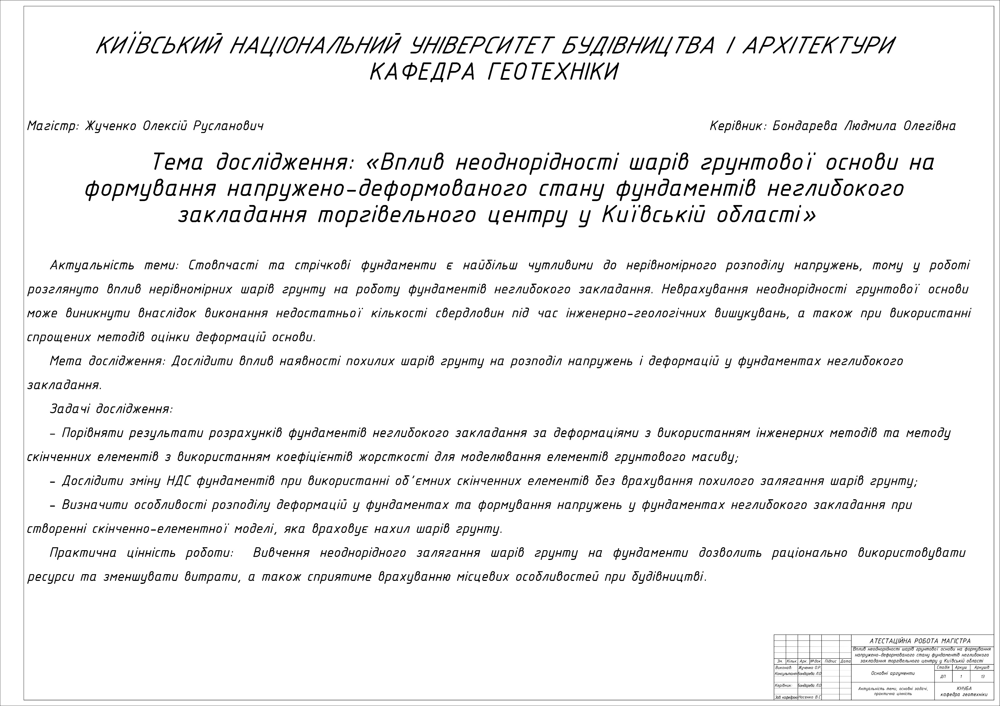 КИЇВСЬКИЙ НАЦІОНАЛЬНИЙ УНІВЕРСИТЕТ БУДІВНИЦТВА І АРХІТЕКТУРИ
КАФЕДРА ГЕОТЕХНІКИ
Магістр: Жученко Олексій Русланович
Керівник: Бондарева Людмила Олегівна
Тема дослідження: «Вплив неоднорідності шарів грунтової основи на
формування напружено-деформованого стану фундаментів неглибокого
закладання торгівельного центру у Київській області»
Актуальність теми: Стовпчасті та стрічкові фундаменти є найбільш чутливими до нерівномірного розподілу напружень, тому у роботі
розглянуто вплив нерівномірних шарів грунту на роботу фундаментів неглибокого закладання. Неврахування неоднорідності грунтової основи
може виникнути внаслідок виконання недостатньої кількості свердловин під час інженерно-геологічних вишукувань, а також при використанні
спрощених методів оцінки деформацій основи.
Мета дослідження: Дослідити вплив наявності похилих шарів грунту на розподіл напружень і деформацій у фундаментах неглибокого
закладання.
Задачі дослідження:
- Порівняти результати розрахунків фундаментів неглибокого закладання за деформаціями з використанням інженерних методів та методу
скінченних елементів з використанням коефіцієнтів жорсткості для моделювання елементів грунтового масиву;
- Дослідити зміну НДС фундаментів при використанні об'ємних скінченних елементів без врахування похилого залягання шарів грунту;
- Визначити особливості розподілу деформацій у фундаментах та формування напружень у фундаментах неглибокого закладання при
створенні скінченно-елементної моделі, яка враховує нахил шарів грунту.
Практична цінність роботи: Вивчення неоднорідного залягання шарів грунту на фундаменти дозволить раціонально використовувати
ресурси та зменшувати витрати, а також сприятиме врахуванню місцевих особливостей при будівництві.
АТЕСТАЦІЙНА РОБОТА МАГІСТРА
Вплив неоднорідності шарів грунтової основи на формування
напружено-деформованого стану фундаментів неглибокого
закладання торгівельного центру у Київській області
Зм. Кільк. Арк. №док. Підпис Дата
Виконав: Жученко О.Р.
Консультант Бондарева Л.О
Керівник: Бондарева Л.О
Зав. кафедрою: Носенко В.С
Основні аргументи
Стадія Аркуш Аркушів
ДП 1 13
Актуальність теми, основні задачі,
практична цінність
КНУБА
кафедра геотехніки